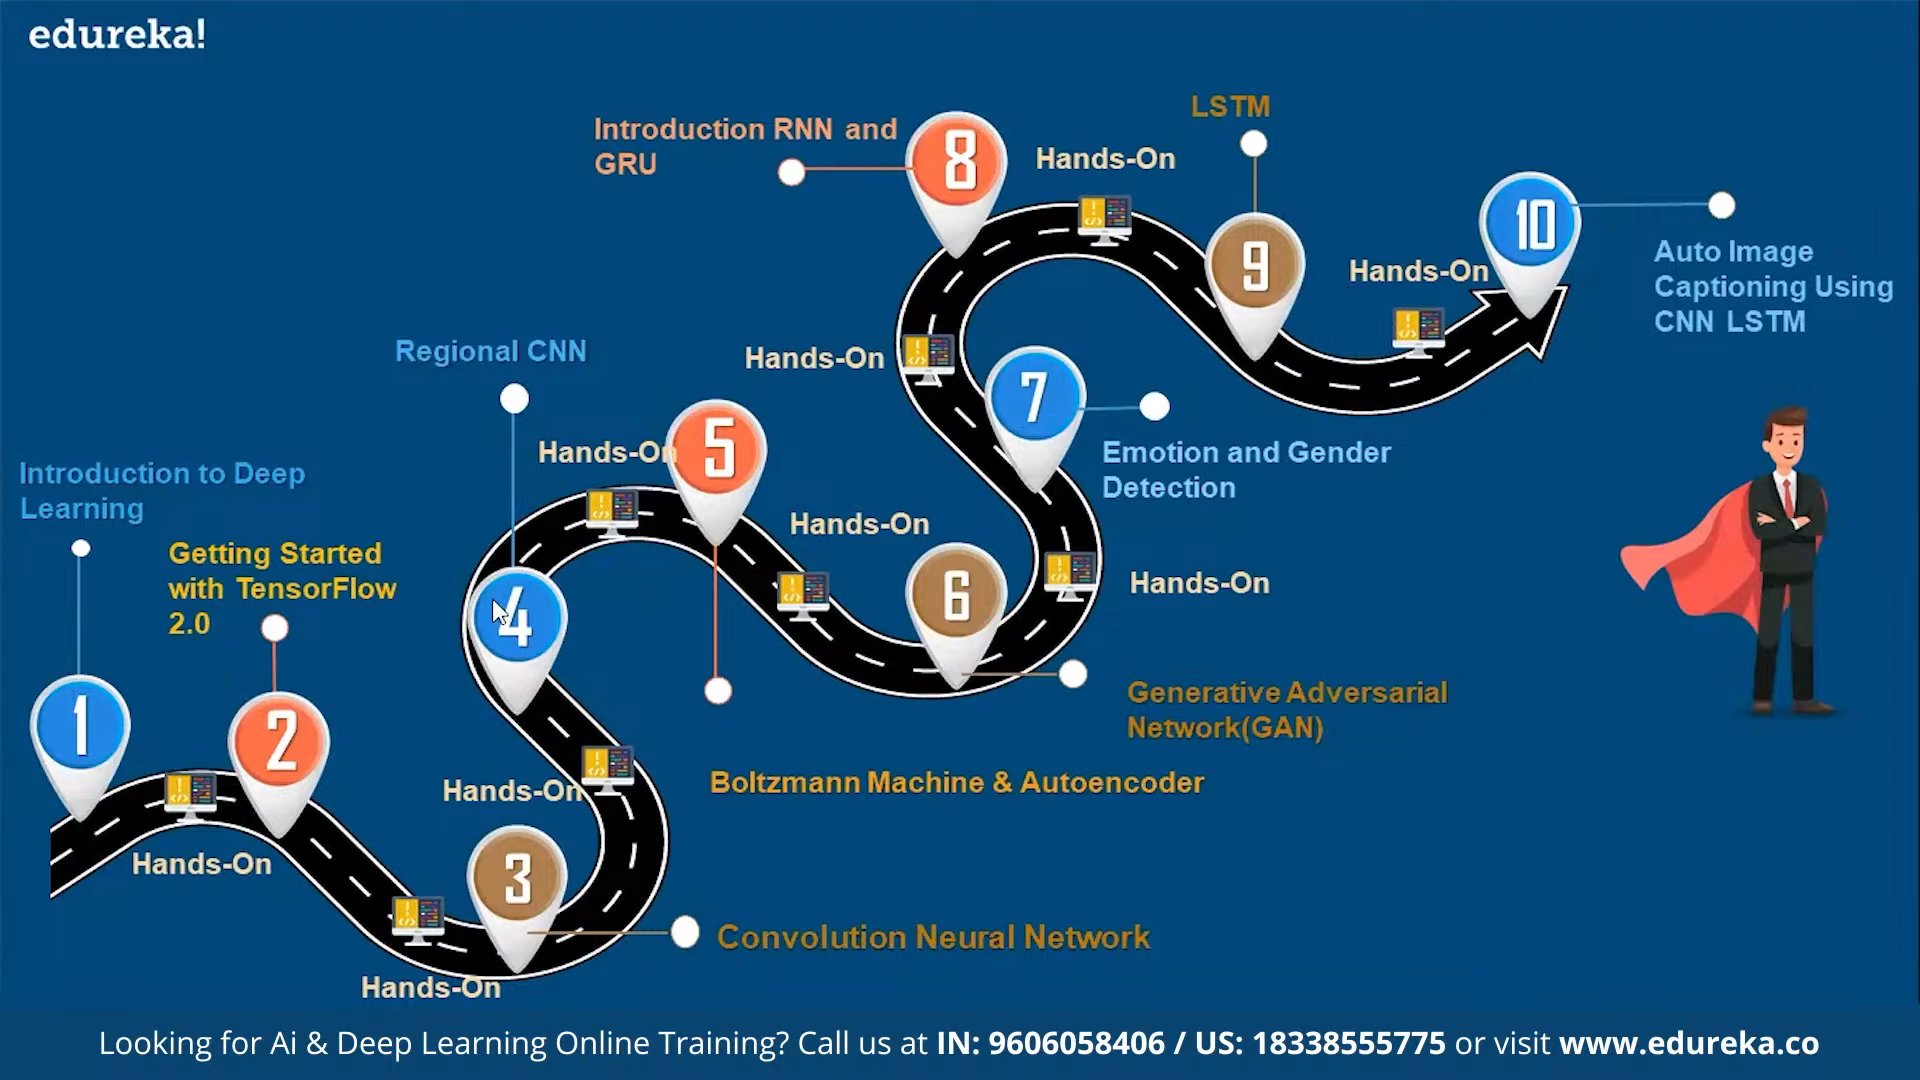 edureka!
LSTM
Introduction RNN and
GRU
8
Hands-On
9
10
Auto Image
Captioning Using
CNN LSTM
Hands-On
Regional CNN
Hands-On
7
Emotion and Gender
Detection
Hands-On
5
Introduction to Deep
Learning
Hands-On
Getting Started
with TensorFlow
2.0
4
6
Hands-On
Generative Adversarial
Network(GAN)
1
2
Hands-On
Boltzmann Machine & Autoencoder
Hands-On
3
Convolution Neural Network
Hands-On
Looking for Ai & Deep Learning Online Training? Call us at IN: 9606058406 / US: 18338555775 or visit www.edureka.co